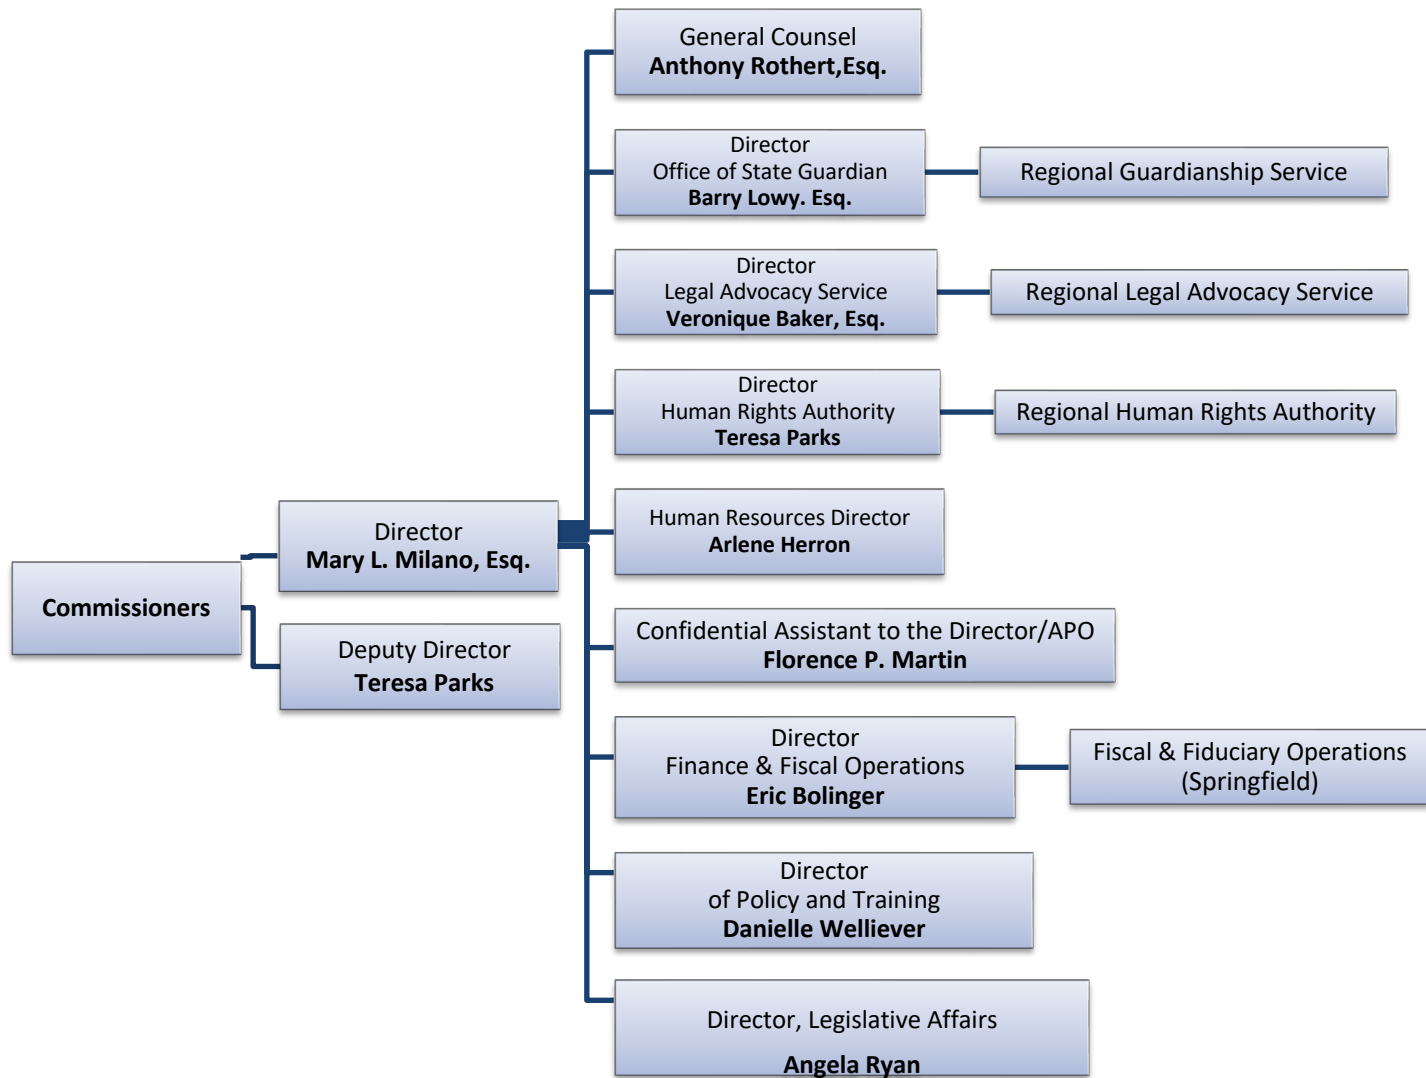 Commissioners
Director
Mary L. Milano, Esq.
Deputy Director
Teresa Parks
General Counsel
Anthony Rothert,Esq.
Director
Office of State Guardian
Barry Lowy. Esq.
Regional Guardianship Service
Director
Legal Advocacy Service
Veronique Baker, Esq.
Regional Legal Advocacy Service
Director
Human Rights Authority
Teresa Parks
Regional Human Rights Authority
Human Resources Director
Arlene Herron
Confidential Assistant to the Director/APO
Florence P. Martin
Director
Finance & Fiscal Operations
Eric Bolinger
Fiscal & Fiduciary Operations
(Springfield)
Director
of Policy and Training
Danielle Welliever
Director, Legislative Affairs
Angela Ryan